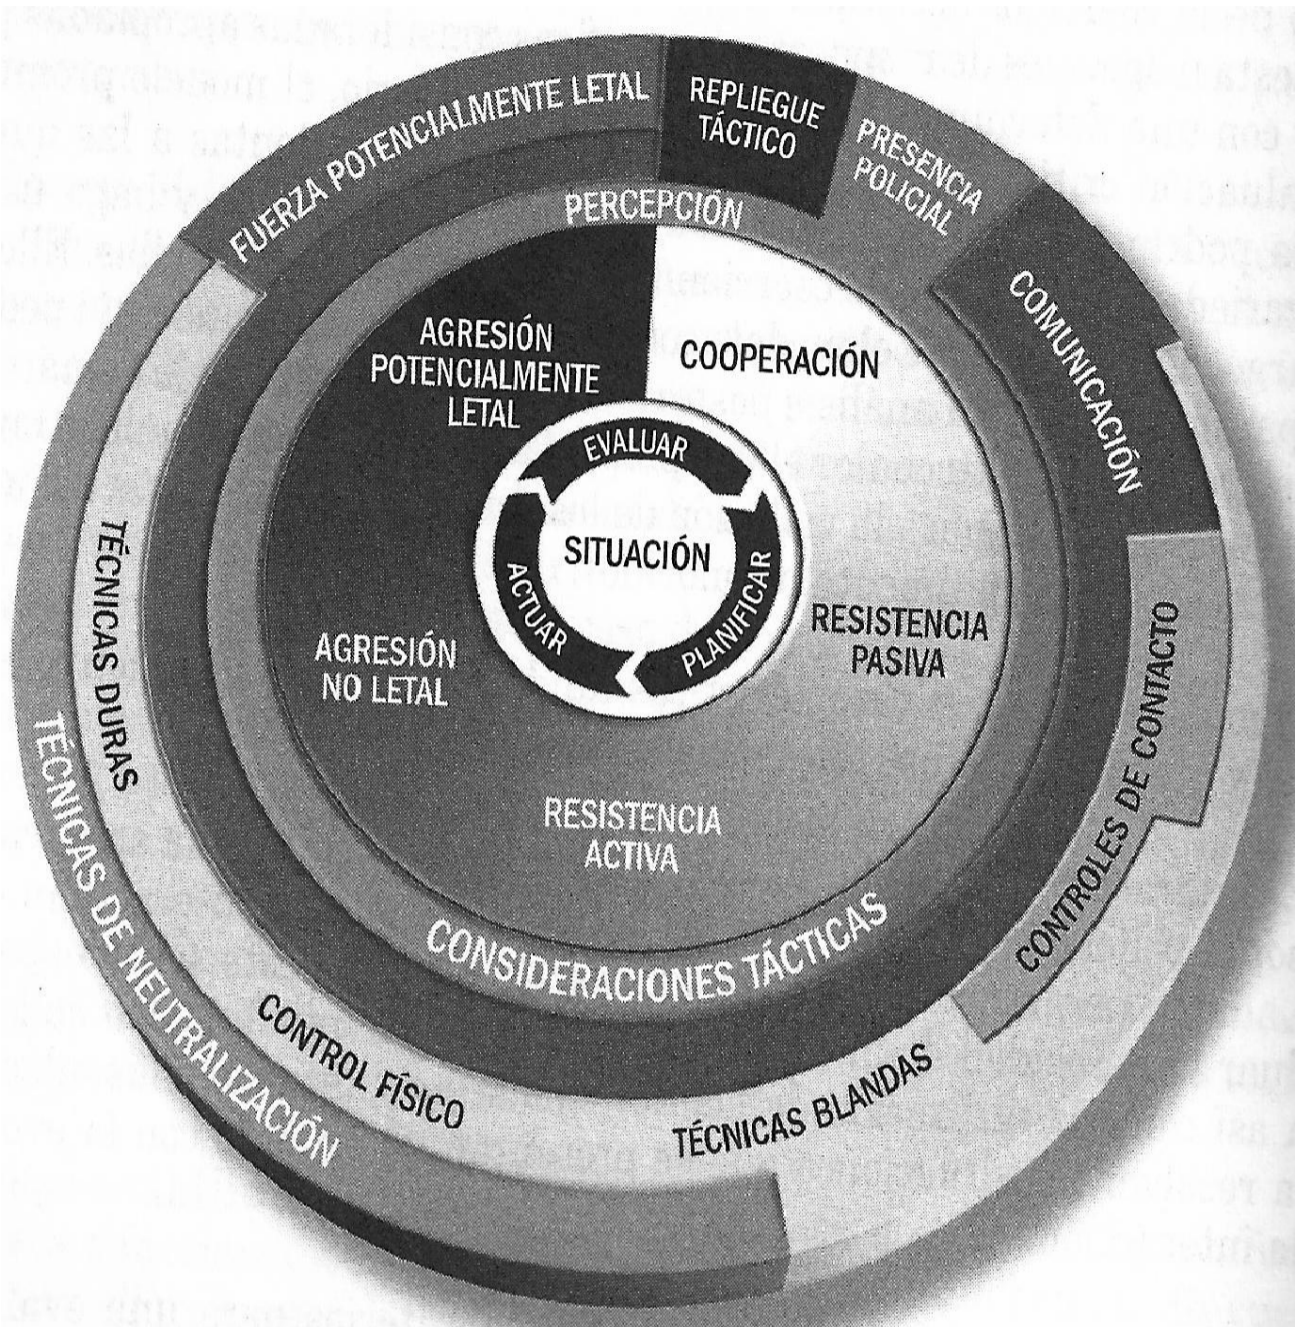 FUERZA POTENCIALMENTE LETAL
REPLIEGUE
TÁCTICO
PRESENCIA
POLICIAL
COMUNICACIÓN
PERCEPCIÓN
AGRESIÓN
POTENCIALMENTE
LETAL
COOPERACIÓN
EVALUAR
SITUACIÓN
ACTUAR
PLANIFICAR
RESISTENCIA
PASIVA
AGRESIÓN
NO LETAL
RESISTENCIA
ACTIVA
CONSIDERACIONES TÁCTICAS
CONTROLES DE CONTACTO
TÉCNICAS DURAS
TÉCNICAS DE NEUTRALIZACIÓN
CONTROL FÍSICO
TÉCNICAS BLANDAS